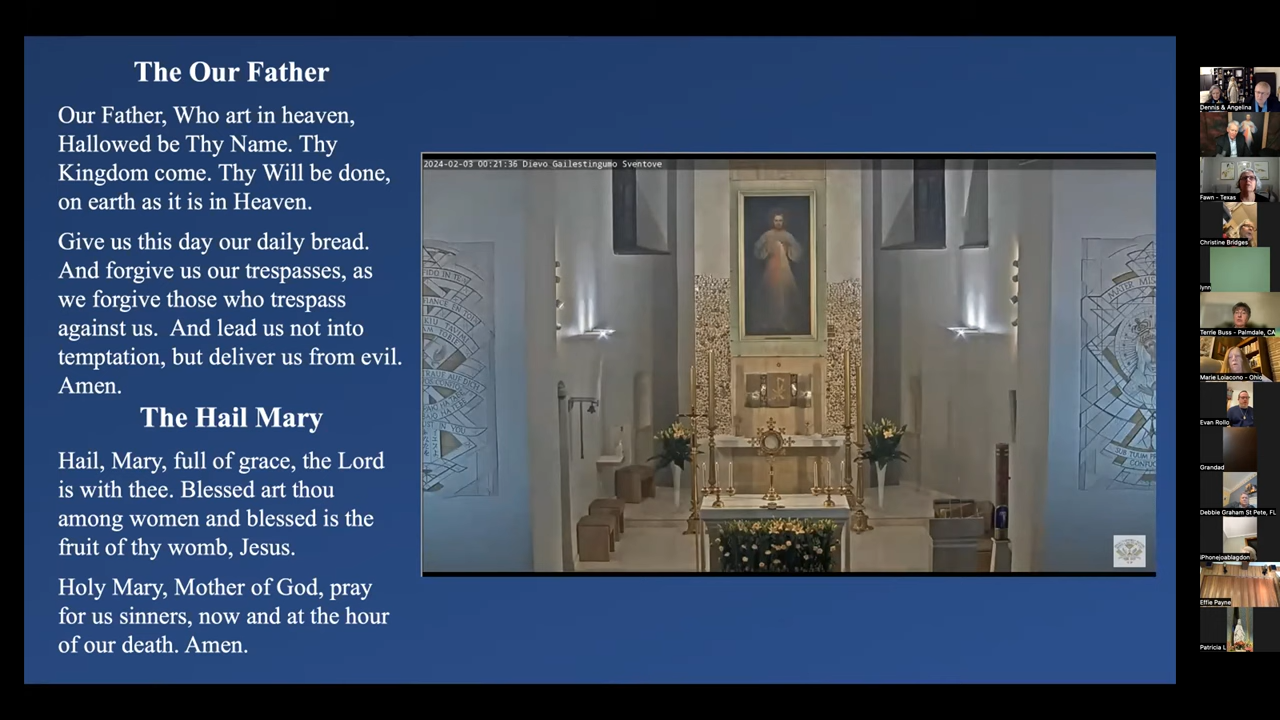 The Our Father
Our Father, Who art in heaven,
Hallowed be Thy Name. Thy
Kingdom come. Thy Will be done,
on earth as it is in Heaven.
Give us this day our daily bread.
And forgive us our trespasses, as
we forgive those who trespass
against us.  And lead us not into
temptation, but deliver us from evil.
Amen.
The Hail Mary
Hail, Mary, full of grace, the Lord
is with thee. Blessed art thou
among women and blessed is the
fruit of thy womb, Jesus.
Holy Mary, Mother of God, pray
for us sinners, now and at the hour
of our death. Amen.
2024-02-03 00:21:36 Dievo Gailestingumo Sventove
Dennis & Angelina
Fawn - Texas
Christine Bridges
lynn
Terrie Buss - Palmdale, CA
Marie Loiacono - Ohio
Evan Rollo
Grandad
Debbie Graham St Pete, FL
iPhonejoablagdon
Effie Payne
Patricia L